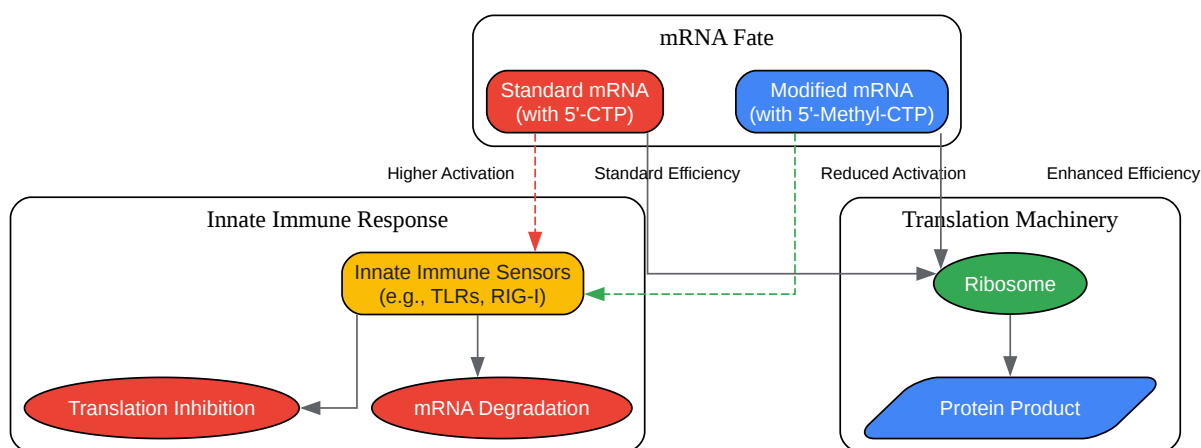 mRNA Fate
Standard mRNA
(with 5'-CTP)
Modified mRNA
(with 5'-Methyl-CTP)
Higher Activation
Standard Efficiency
Reduced Activation
Enhanced Efficiency
Innate Immune Response
Translation Machinery
Innate Immune Sensors
(e.g., TLRs, RIG-I)
Ribosome
Translation Inhibition
mRNA Degradation
Protein Product